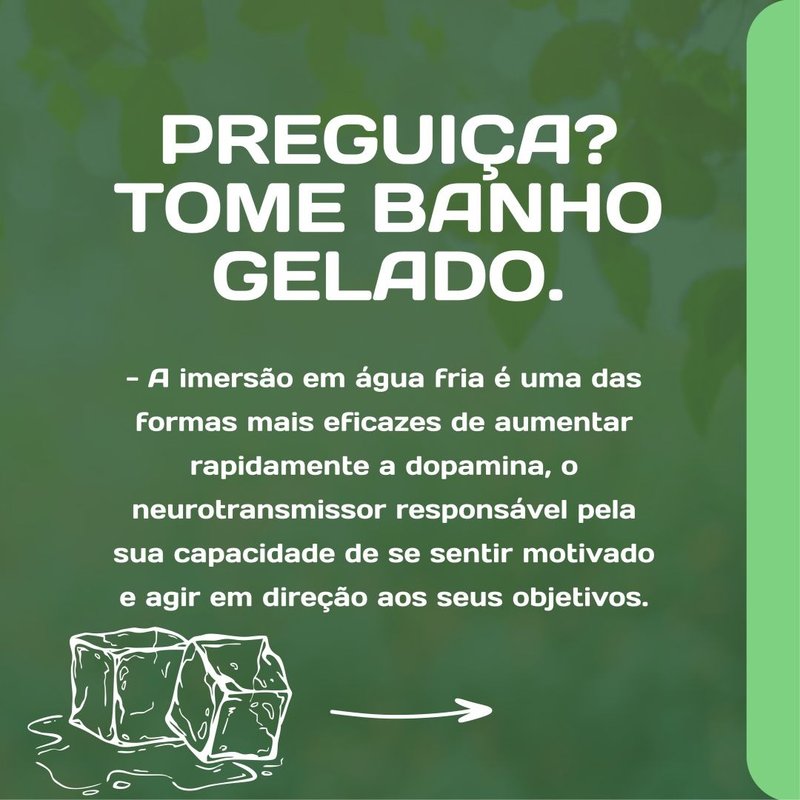 PREGUIÇA?
TOME BANHO
GELADO.
- A imersão em água fria é uma das
formas mais eficazes de aumentar
rapidamente a dopamina, o
neurotransmissor responsável pela
sua capacidade de se sentir motivado
e agir em direção aos seus objetivos.